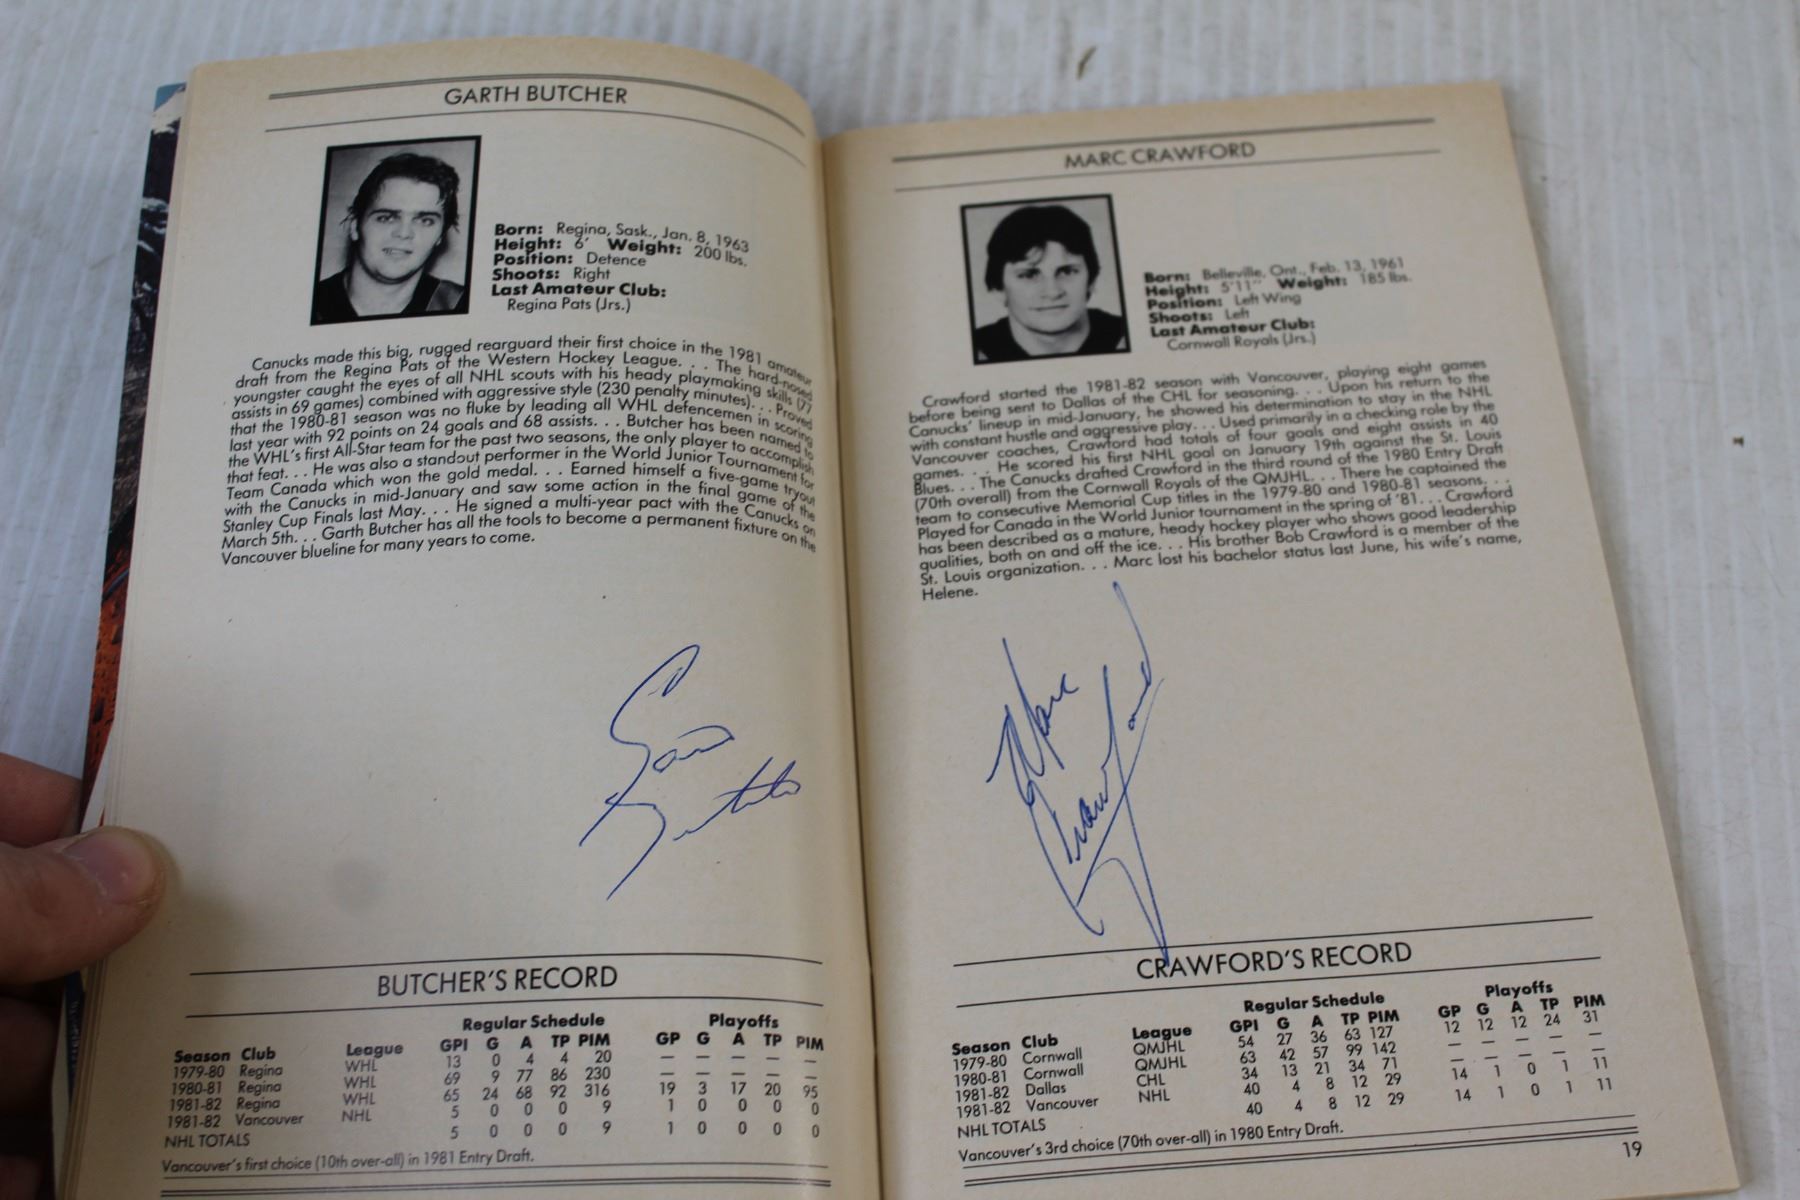 GARTH BUTCHER
Born: Regina, Sask., Jan. 8, 1963
Height: 6' Weight: 200 lbs.
Position: Defence
Shoots: Right
Last Amateur Club:
Regina Pats (Jrs.)
Canucks made this big, rugged rearguard their first choice in the 1981 amateur
draft from the Regina Pats of the Western Hockey League. . . The hard-nosed
youngster caught the eyes of all NHL scouts with his heady playmaking skills (77
assists in 69 games) combined with aggressive style (230 penalty minutes). . . Proved
that the 1980-81 season was no fluke by leading all WHL defencemen in scoring
last year with 92 points on 24 goals and 68 assists. . . Butcher has been named to
the WHL's first All-Star team for the past two seasons, the only player to accomplish
that feat. . . He was also a standout performer in the World Junior Tournament for
Team Canada which won the gold medal. . . Earned himself a five-game tryout
with the Canucks in mid-January and saw some action in the final game of the
Stanley Cup Finals last May. . . He signed a multi-year pact with the Canucks on
March 5th. . . Garth Butcher has all the tools to become a permanent fixture on the
Vancouver blueline for many years to come.
BUTCHER'S RECORD
Regular Schedule Playoffs
Season Club League GPI G A TP PIM GP G A TP PIM
1979-80 Regina WHL 13 0 4 4 20 — — — — —
1980-81 Regina WHL 69 9 77 86 230 — — — — —
1981-82 Regina WHL 65 24 68 92 316 19 3 17 20 95
1981-82 Vancouver NHL 5 0 0 0 9 1 0 0 0 0
NHL TOTALS 5 0 0 0 9 1 0 0 0 0
Vancouver's first choice (10th over-all) in 1981 Entry Draft.
MARC CRAWFORD
Born: Belleville, Ont., Feb. 13, 1961
Height: 5'11" Weight: 185 lbs.
Position: Left Wing
Shoots: Left
Last Amateur Club:
Cornwall Royals (Jrs.)
Crawford started the 1981-82 season with Vancouver, playing eight games
before being sent to Dallas of the CHL for seasoning. . . Upon his return to the
Canucks' lineup in mid-January, he showed his determination to stay in the NHL
with constant hustle and aggressive play. . . Used primarily in a checking role by the
Vancouver coaches, Crawford had totals of four goals and eight assists in 40
games. . . He scored his first NHL goal on January 19th against the St. Louis
Blues. . . The Canucks drafted Crawford in the third round of the 1980 Entry Draft
(70th overall) from the Cornwall Royals of the QMJHL. . . There he captained the
team to consecutive Memorial Cup titles in the 1979-80 and 1980-81 seasons. . .
Played for Canada in the World Junior tournament in the spring of '81. . . Crawford
has been described as a mature, heady hockey player who shows good leadership
qualities, both on and off the ice. . . His brother Bob Crawford is a member of the
St. Louis organization. . . Marc lost his bachelor status last June, his wife's name,
Helene.
Marc
Crawford
CRAWFORD'S RECORD
Regular Schedule Playoffs
Season Club League GPI G A TP PIM GP G A TP PIM
1979-80 Cornwall QMJHL 54 27 36 63 127 12 12 12 24 31
1980-81 Cornwall QMJHL 63 42 57 99 142 — — — — —
1981-82 Dallas CHL 34 13 21 34 71 — — — — —
1981-82 Vancouver NHL 40 4 8 12 29 14 1 0 1 11
NHL TOTALS 40 4 8 12 29 14 1 0 1 11
Vancouver's 3rd choice (70th over-all) in 1980 Entry Draft.
19